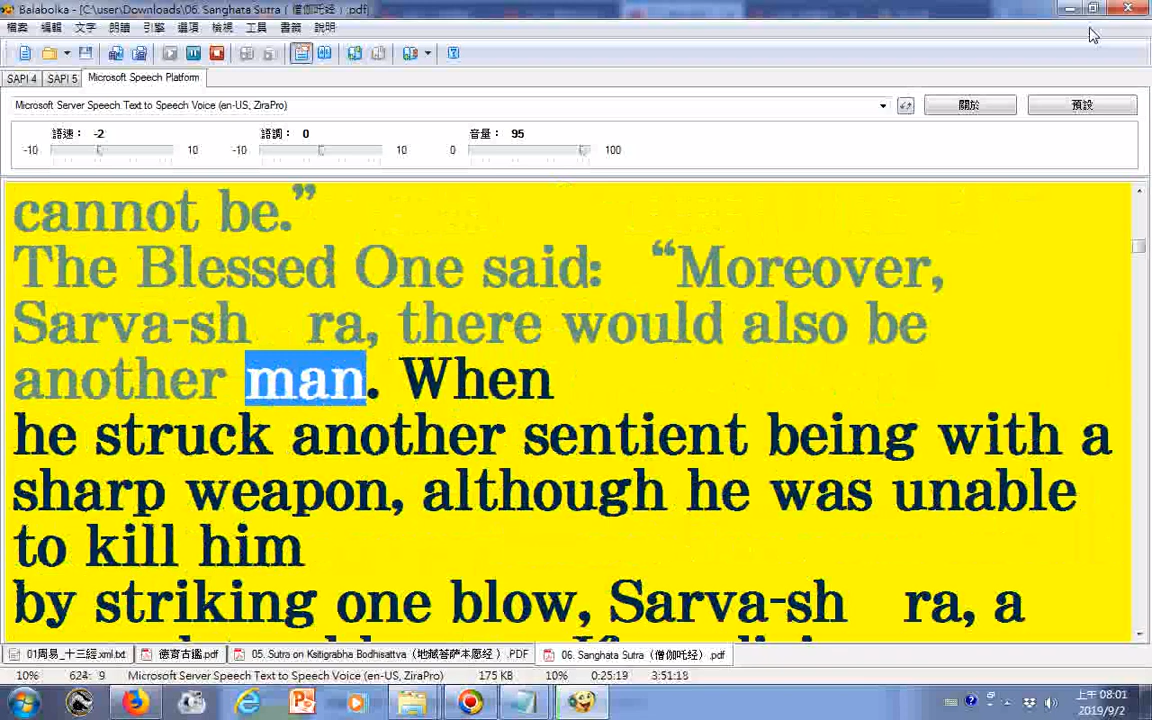 Balabolka - [C:\user\Downloads\06. Sanghata Sutra（僧伽吒经）.pdf]
檔案 編輯 文字 朗讀 引擎 選項 檢視 工具 書籤 說明
SAPI 4 SAPI 5 Microsoft Speech Platform
Microsoft Server Speech Text to Speech Voice (en-US, ZiraPro) 關於 預設
語速： -2 語調： 0 音量： 95
-10 10 -10 10 0 100
cannot be.”
The Blessed One said: “Moreover,
Sarva-sh ra, there would also be
another man. When
he struck another sentient being with a
sharp weapon, although he was unable
to kill him
by striking one blow, Sarva-sh ra, a
01周易_十三經.xml.txt 德育古鑑.pdf 05. Sutra on Ksitigrabha Bodhisattva（地藏菩萨本愿经）.PDF 06. Sanghata Sutra（僧伽吒经）.pdf
10% 624: 9 Microsoft Server Speech Text to Speech Voice (en-US, ZiraPro) 175 KB 10% 0:25:19 3:51:18
上午 08:01
2019/9/2